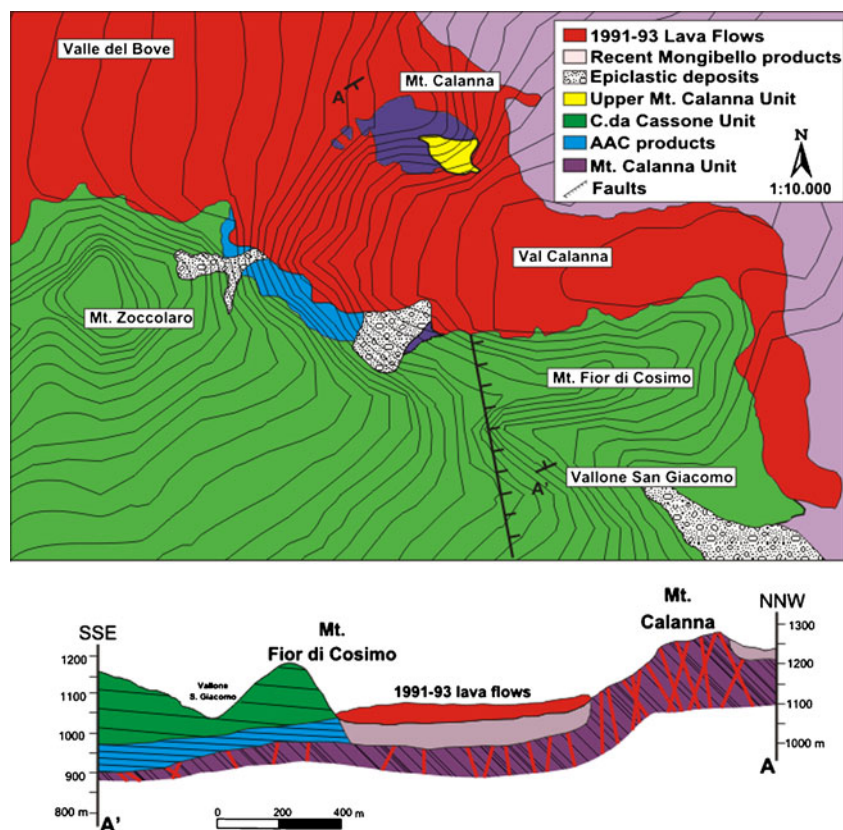 Valle del Bove
Mt. Calanna
A
1991-93 Lava Flows
Recent Mongibello products
Epiclastic deposits
Upper Mt. Calanna Unit
C.da Cassone Unit
AAC products
Mt. Calanna Unit
Faults
N
1:10.000
Val Calanna
Mt. Zoccolaro
Mt. Fior di Cosimo
Vallone San Giacomo
A'
SSE
Mt.
Fior di Cosimo
Mt.
Calanna
NNW
1200
1100
1000
900
800 m
Vallone
S. Giacomo
1991-93 lava flows
1300
1200
1100
1000 m
A'
0 200 400 m
A